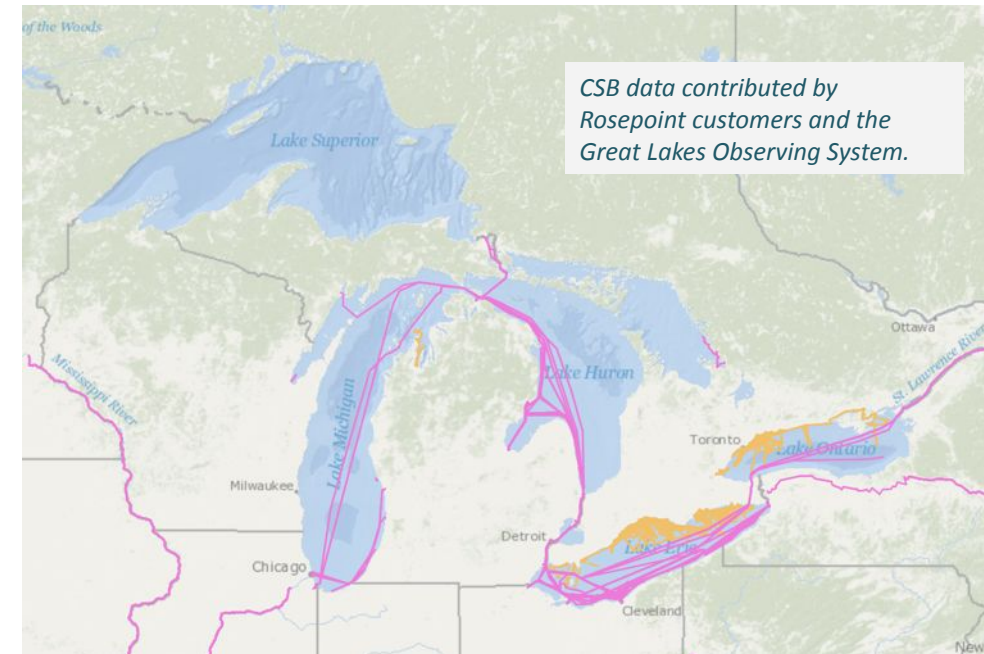 of the Woods
CSB data contributed by
Rosepoint customers and the
Great Lakes Observing System.
Lake Superior
Ottawa
St. Lawrence River
Mississippi River
Lake Huron
Lake Michigan
Toronto
Lake Ontario
Milwaukee
Detroit
Lake Erie
Chicago
Cleveland
New